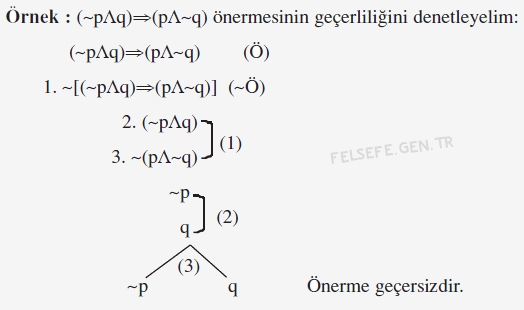 Örnek : (~pΛq)⇒(pΛ~q) önermesinin geçerliliğini denetleyelim:
(~pΛq)⇒(pΛ~q) (Ö)
1. ~[(~pΛq)⇒(pΛ~q)] (~Ö)
2. (~pΛq)
(1)
3. ~(pΛ~q)
FELSEFE.GEN.TR
~p
(2)
q
(3)
~p q Önerme geçersizdir.